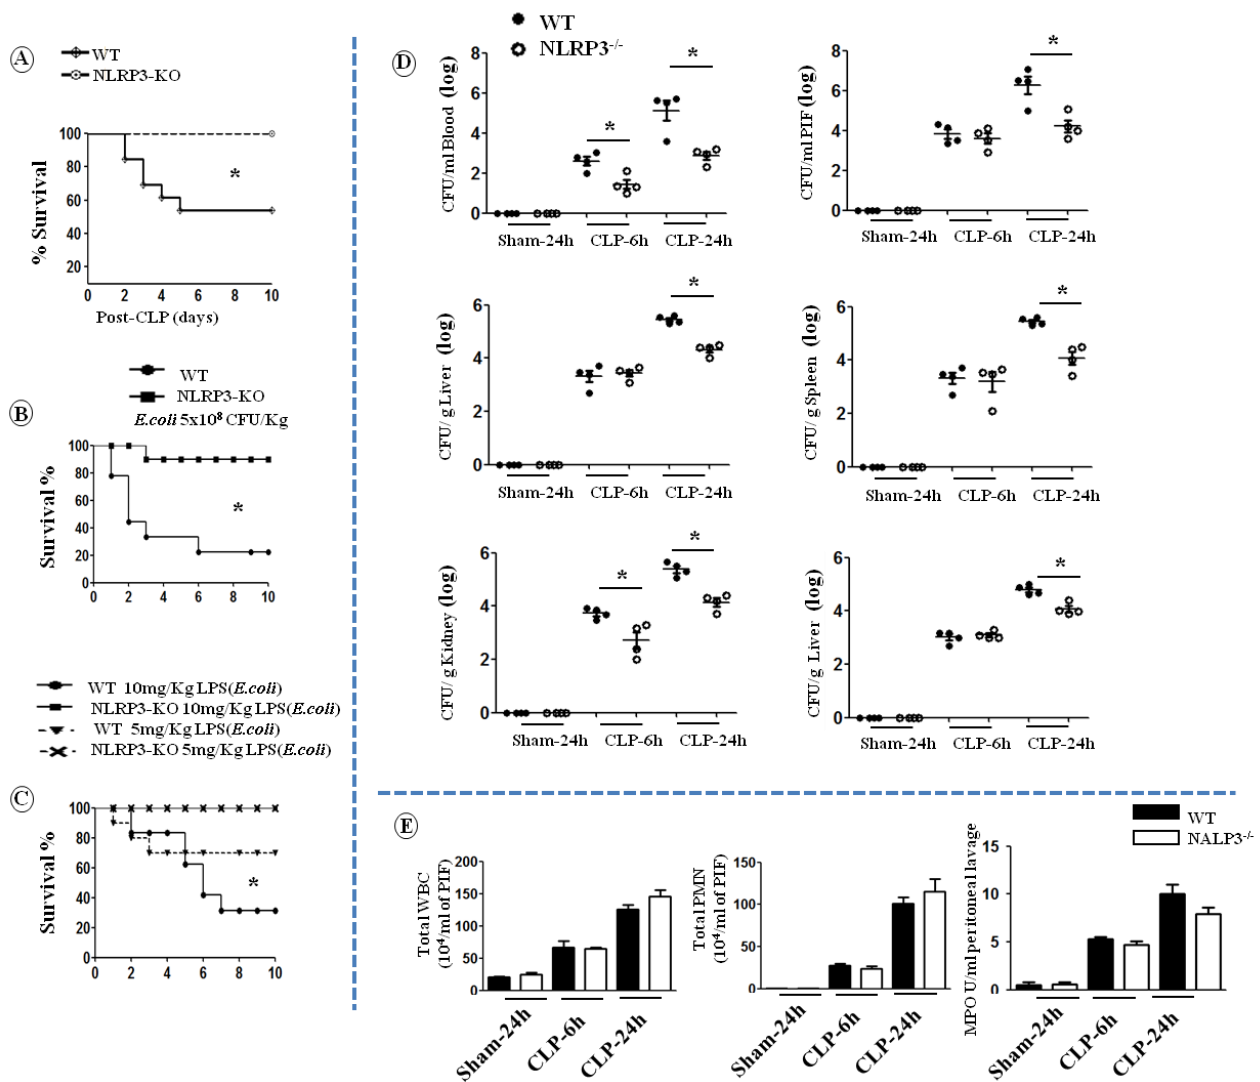 A
WT
NLRP3-KO
% Survival
100
80
60
40
20
*
0 2 4 6 8 10
Post-CLP (days)
B
WT
NLRP3-KO
E.coli 5x10⁸ CFU/Kg
Survival %
100
80
60
40
20
0
*
0 2 4 6 8 10
WT 10mg/Kg LPS(E.coli)
NLRP3-KO 10mg/Kg LPS(E.coli)
WT 5mg/Kg LPS(E.coli)
NLRP3-KO 5mg/Kg LPS(E.coli)
C
Survival %
100
80
60
40
20
0
*
0 2 4 6 8 10
D
WT
NLRP3⁻/⁻
CFU/ml Blood (log)
8
6
4
2
0
* *
Sham-24h CLP-6h CLP-24h
CFU/ml PIF (log)
8
6
4
2
0
*
Sham-24h CLP-6h CLP-24h
CFU/ g Liver (log)
6
4
2
0
*
Sham-24h CLP-6h CLP-24h
CFU/ g Spleen (log)
6
4
2
0
*
Sham-24h CLP-6h CLP-24h
CFU/ g Kidney (log)
6
4
2
0
* *
Sham-24h CLP-6h CLP-24h
CFU/g Liver (log)
6
4
2
0
*
Sham-24h CLP-6h CLP-24h
E
WT
NALP3⁻/⁻
Total WBC
(10⁴/ml of PIF)
200
150
100
50
0
Sham-24h CLP-6h CLP-24h
Total PMN
(10⁴/ml of PIF)
150
100
50
0
Sham-24h CLP-6h CLP-24h
MPO U/ml peritoneal lavage
15
10
5
0
Sham-24h CLP-6h CLP-24h